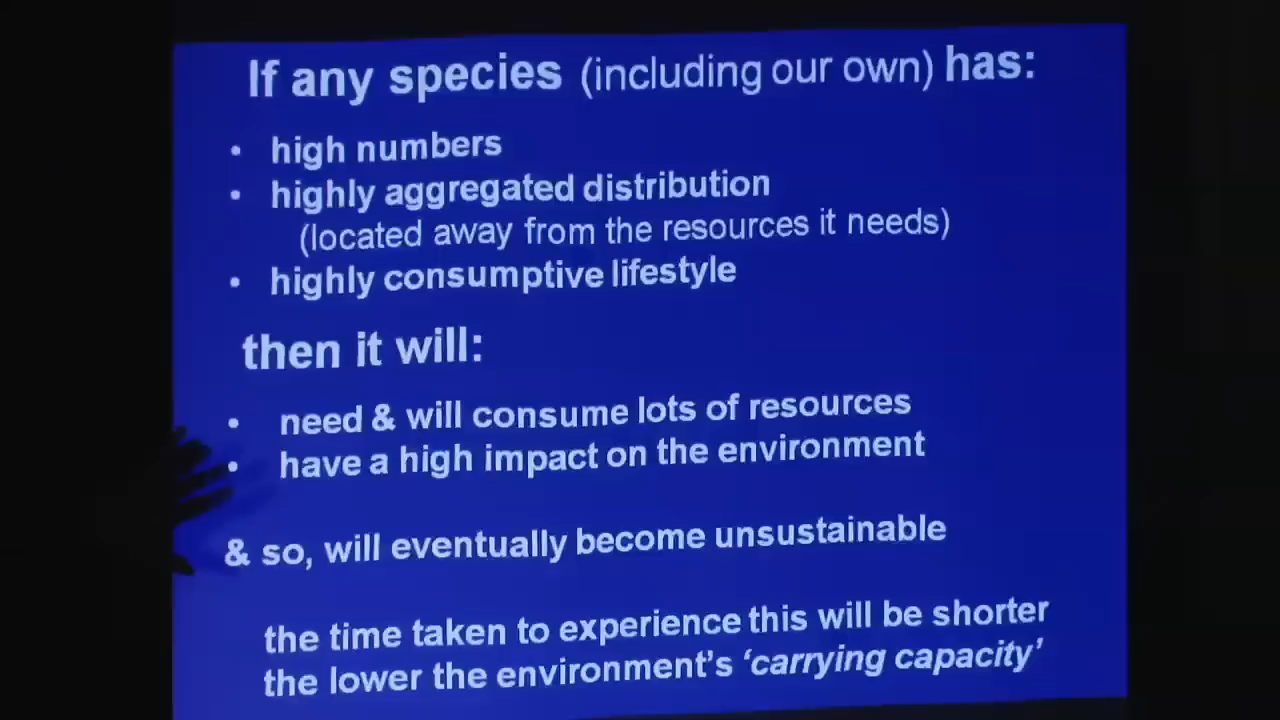 If any species (including our own) has:
• high numbers
• highly aggregated distribution
(located away from the resources it needs)
• highly consumptive lifestyle
then it will:
• need & will consume lots of resources
• have a high impact on the environment
& so, will eventually become unsustainable
the time taken to experience this will be shorter
the lower the environment's 'carrying capacity'